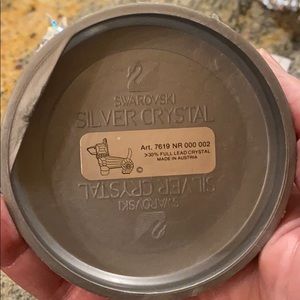 SWAROVSKI
SILVER CRYSTAL
Art. 7619 NR 000 002
>30% FULL LEAD CRYSTAL
MADE IN AUSTRIA
©
SILVER CRYSTAL
SWAROVSKI